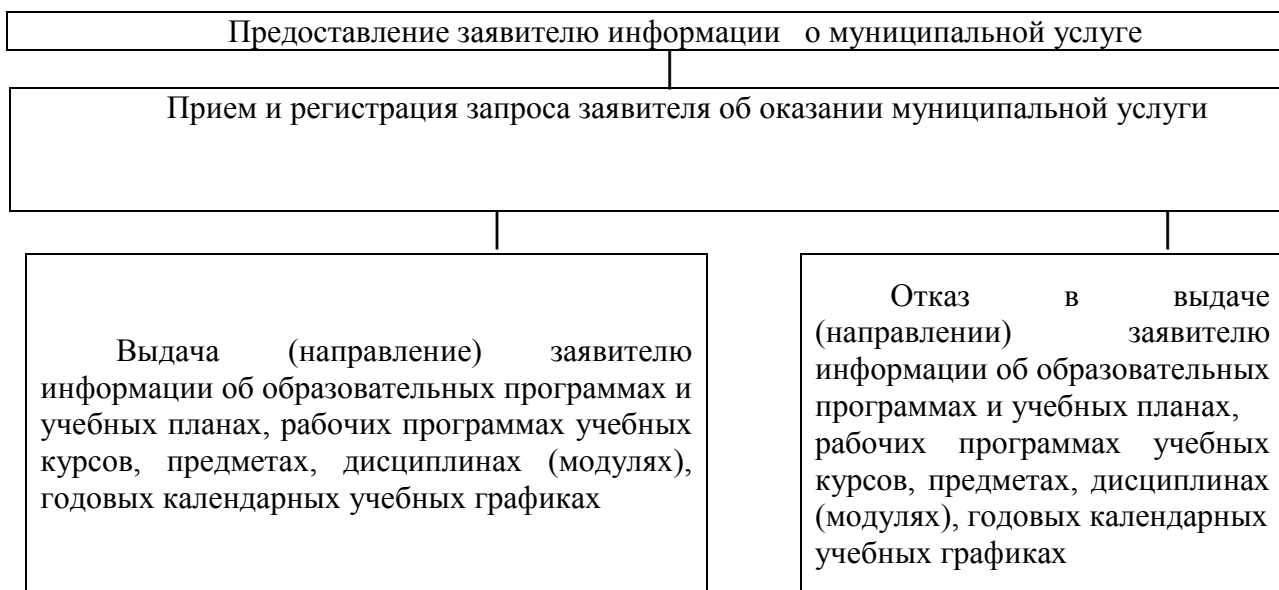 Предоставление заявителю информации о муниципальной услуге
Прием и регистрация запроса заявителя об оказании муниципальной услуги
Выдача (направление) заявителю
информации об образовательных программах и
учебных планах, рабочих программах учебных
курсов, предметах, дисциплинах (модулях),
годовых календарных учебных графиках
Отказ в выдаче
(направлении) заявителю
информации об образовательных
программах и учебных планах,
рабочих программах учебных
курсов, предметах, дисциплинах
(модулях), годовых календарных
учебных графиках